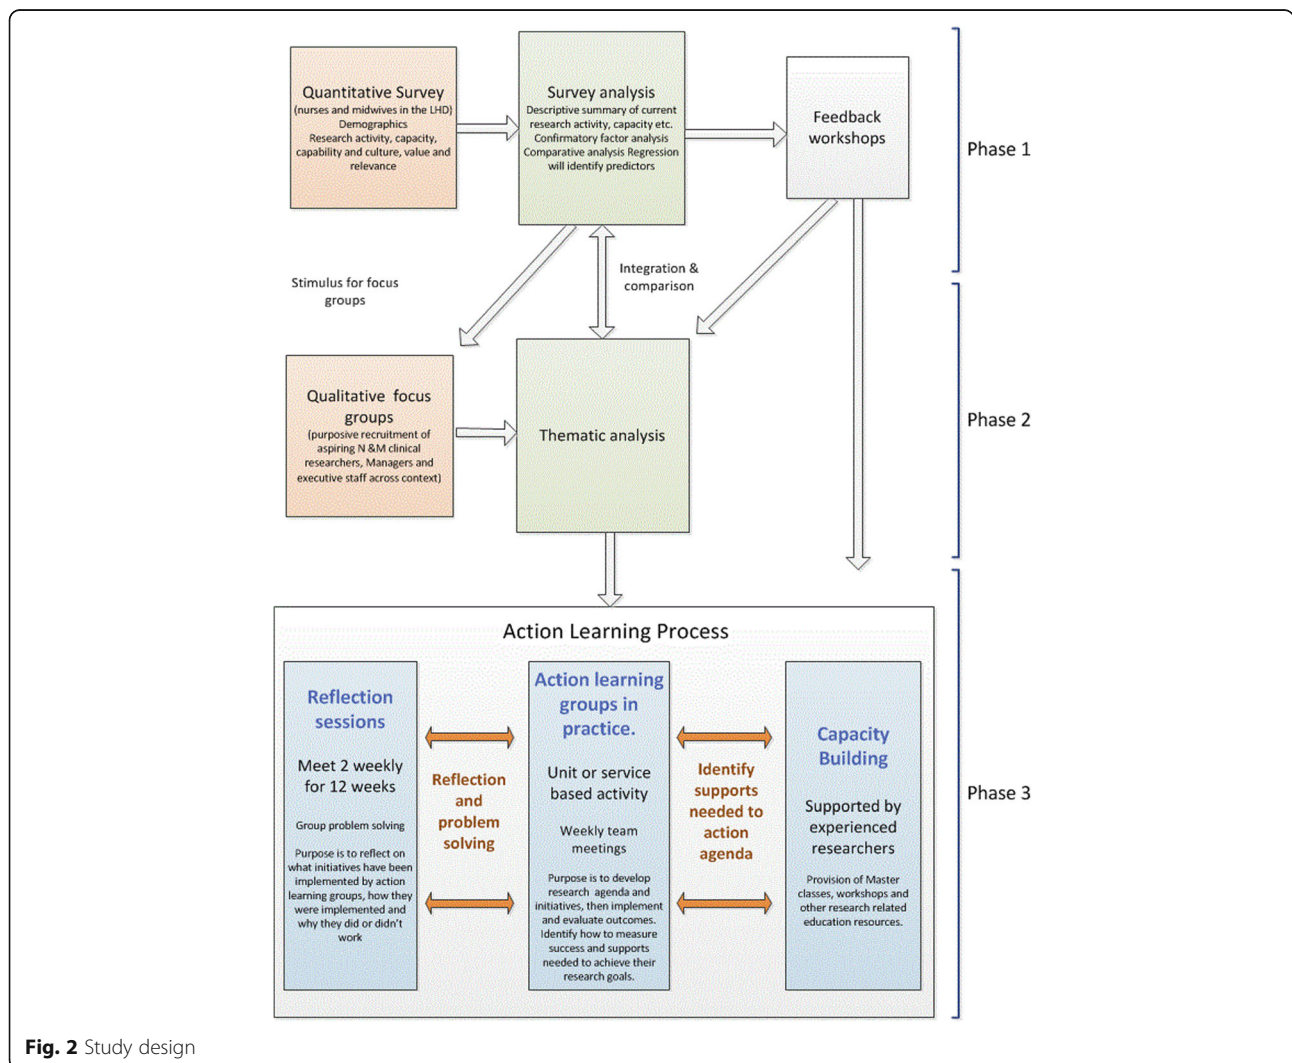 Quantitative Survey
(nurses and midwives in the LHD)
Demographics
Research activity, capacity,
capability and culture, value and
relevance
Survey analysis
Descriptive summary of current
research activity, capacity etc.
Confirmatory factor analysis
Comparative analysis Regression
will identify predictors
Feedback
workshops
Phase 1
Stimulus for focus
groups
Integration &
comparison
Qualitative focus
groups
(purposive recruitment of
aspiring N &M clinical
researchers, Managers and
executive staff across context)
Thematic analysis
Phase 2
Action Learning Process
Reflection
sessions
Meet 2 weekly
for 12 weeks
Group problem solving
Purpose is to reflect on
what initiatives have been
implemented by action
learning groups, how they
were implemented and
why they did or didn't
work
Reflection
and
problem
solving
Action learning
groups in
practice.
Unit or service
based activity
Weekly team
meetings
Purpose is to develop
research agenda and
initiatives, then implement
and evaluate outcomes.
Identify how to measure
success and supports
needed to achieve their
research goals.
Identify
supports
needed to
action
agenda
Capacity
Building
Supported by
experienced
researchers
Provision of Master
classes, workshops and
other research related
education resources.
Phase 3
Fig. 2 Study design